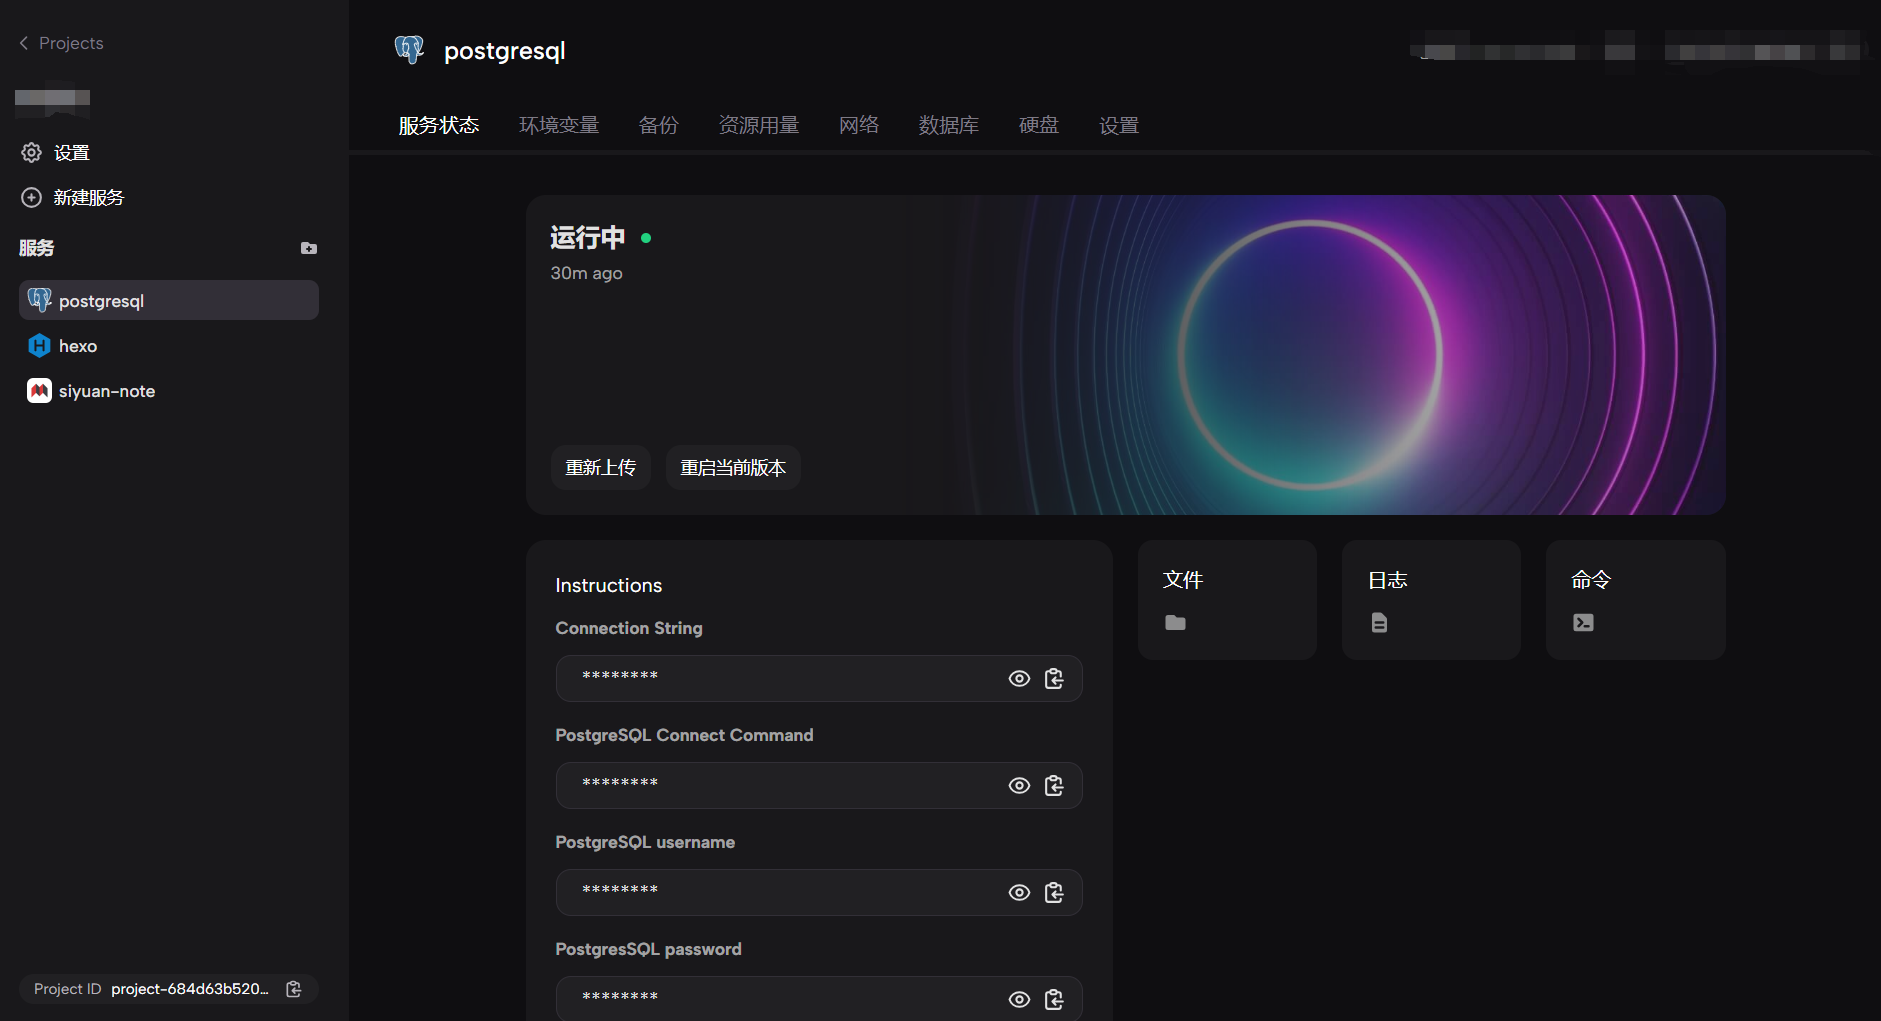 Projects
设置
新建服务
服务
postgresql
hexo
siyuan-note
Project ID project-684d63b520...
postgresql
服务状态 环境变量 备份 资源用量 网络 数据库 硬盘 设置
运行中
30m ago
重新上传 重启当前版本
Instructions
Connection String
********
PostgreSQL Connect Command
********
PostgreSQL username
********
PostgresSQL password
********
文件
日志
命令